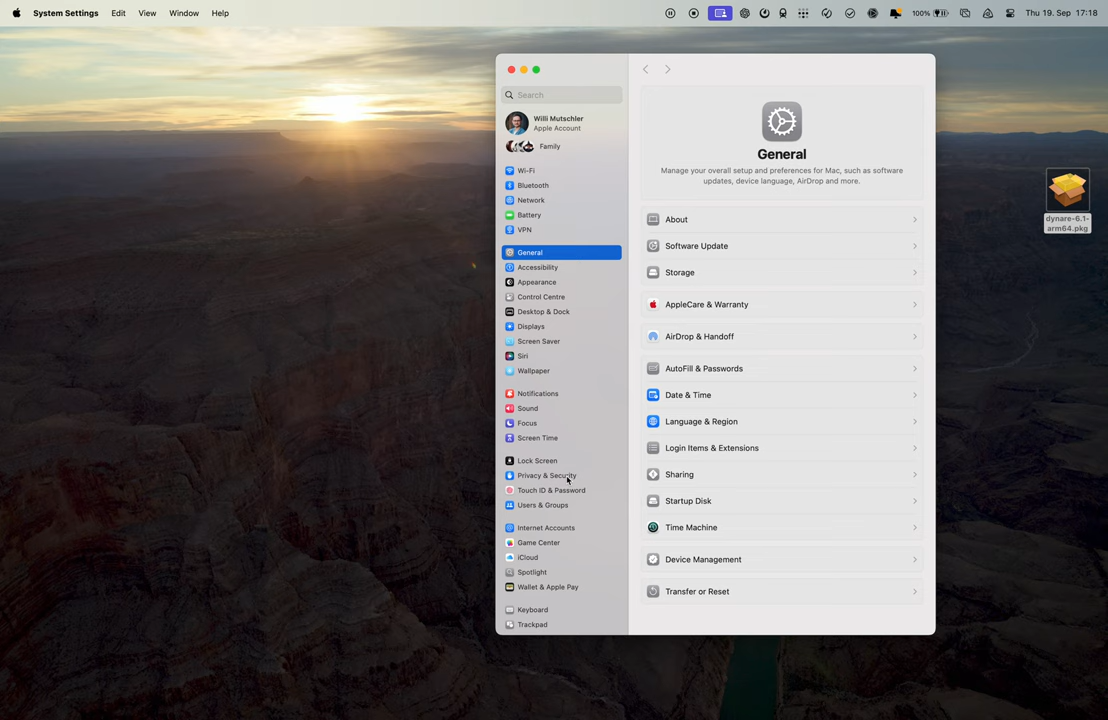 System Settings Edit View Window Help 100% Thu 19. Sep 17:18
Search
Willi Mutschler
Apple Account
Family
Wi-Fi
Bluetooth
Network
Battery
VPN
General
Accessibility
Appearance
Control Centre
Desktop & Dock
Displays
Screen Saver
Siri
Wallpaper
Notifications
Sound
Focus
Screen Time
Lock Screen
Privacy & Security
Touch ID & Password
Users & Groups
Internet Accounts
Game Center
iCloud
Spotlight
Wallet & Apple Pay
Keyboard
Trackpad
General
Manage your overall setup and preferences for Mac, such as software
updates, device language, AirDrop and more.
About
Software Update
Storage
AppleCare & Warranty
AirDrop & Handoff
AutoFill & Passwords
Date & Time
Language & Region
Login Items & Extensions
Sharing
Startup Disk
Time Machine
Device Management
Transfer or Reset
dynare-6.1-
arm64.pkg